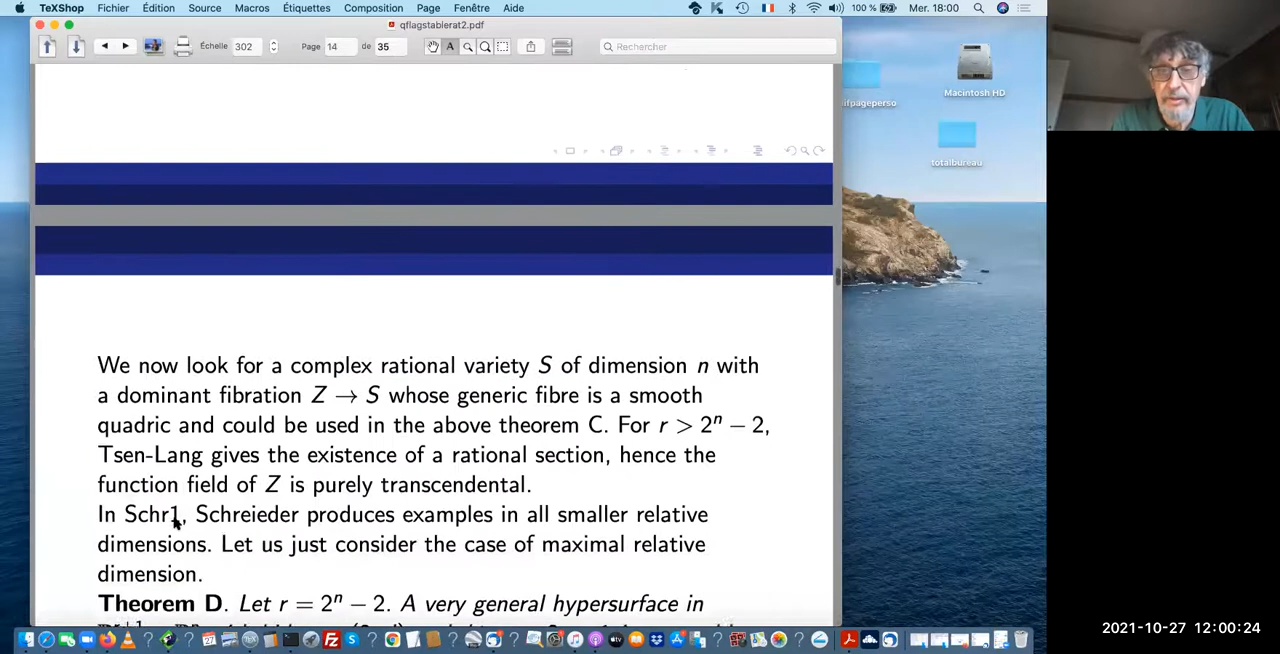 TeXShop Fichier Édition Source Macros Étiquettes Composition Page Fenêtre Aide 100 % Mer. 18:00
qflagstablerat2.pdf
Échelle 302 Page 14 de 35 Rechercher
ifpageperso
Macintosh HD
totalbureau
We now look for a complex rational variety S of dimension n with
a dominant fibration Z → S whose generic fibre is a smooth
quadric and could be used in the above theorem C. For r > 2ⁿ − 2,
Tsen-Lang gives the existence of a rational section, hence the
function field of Z is purely transcendental.
In Schr1, Schreieder produces examples in all smaller relative
dimensions. Let us just consider the case of maximal relative
dimension.
Theorem D. Let r = 2ⁿ − 2. A very general hypersurface in
2021-10-27 12:00:24